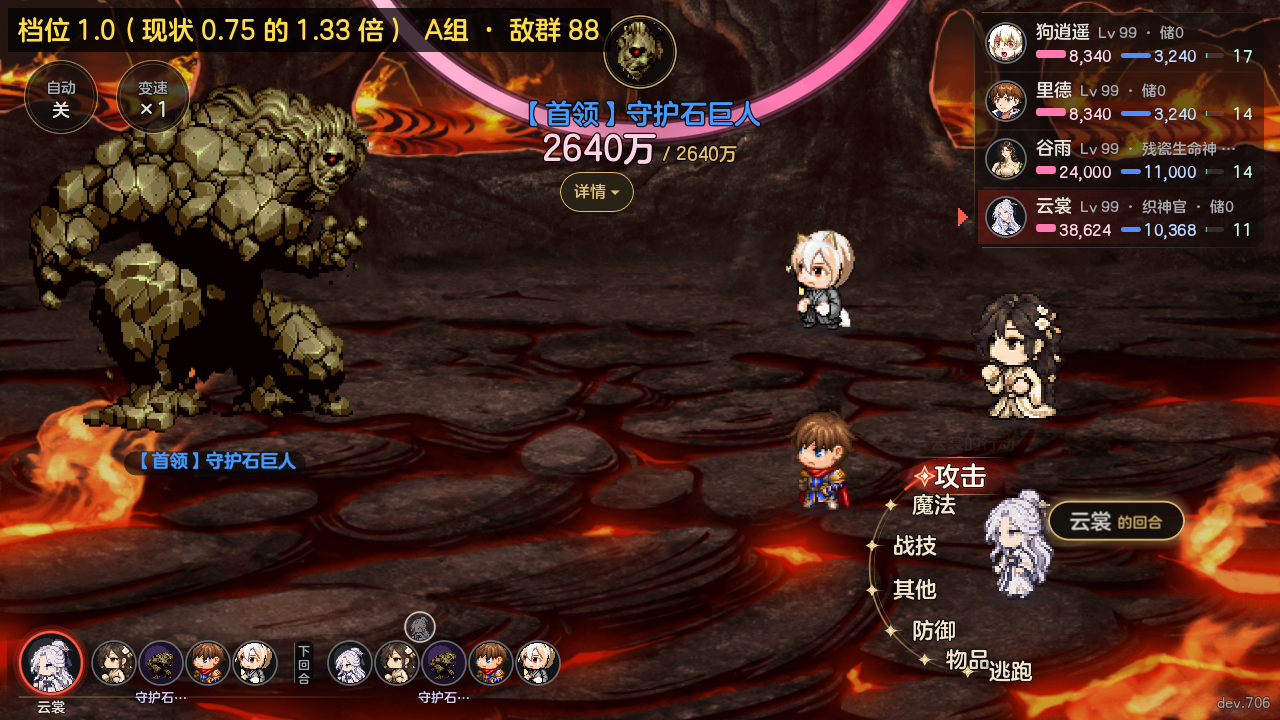 档位 1.0 ( 现状 0.75 的 1.33 倍 ) A组 · 敌群 88
自动
关
变速
×1
【首领】守护石巨人
2640万 / 2640万
详情
狗逍遥 Lv 99 · 储0
8,340 3,240 17
里德 Lv 99 · 储0
8,340 3,240 14
谷雨 Lv 99 · 残瓷生命神 ···
24,000 11,000 14
云裳 Lv 99 · 织神官 · 储0
38,624 10,368 11
【首领】守护石巨人
攻击
魔法
战技
其他
防御
物品
逃跑
云裳 的回合
下回合
云裳
守护石···
守护石···
dev.706